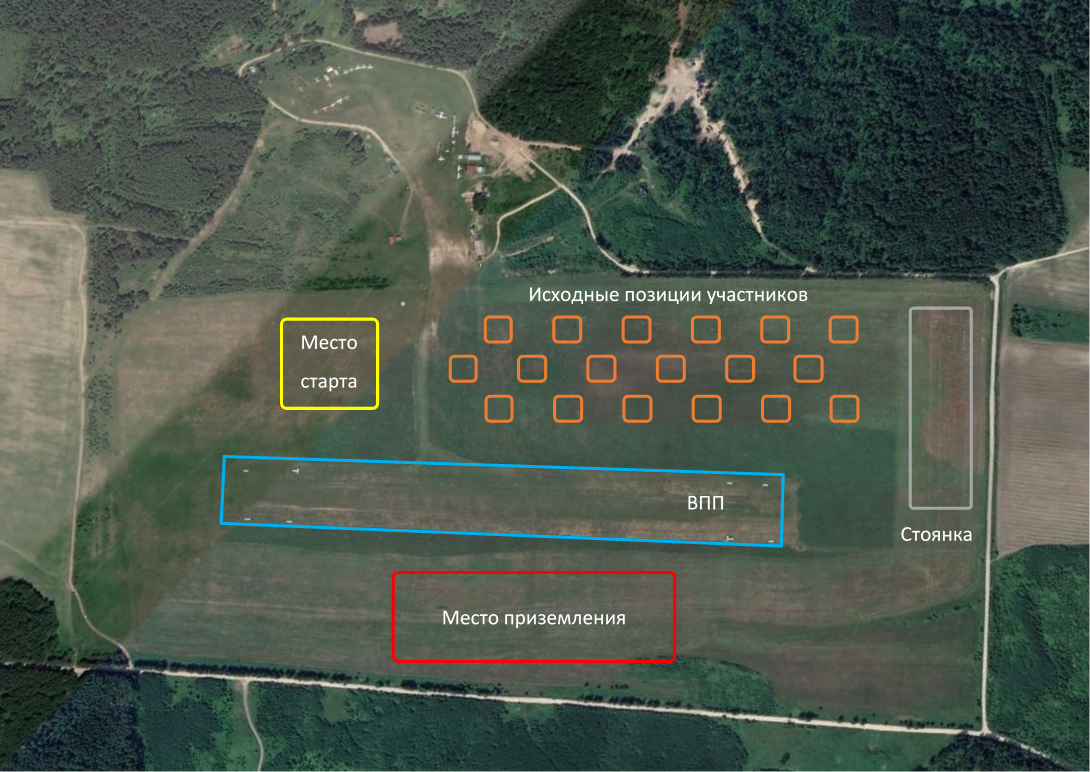 Исходные позиции участников
Место
старта
ВПП
Стоянка
Место приземления